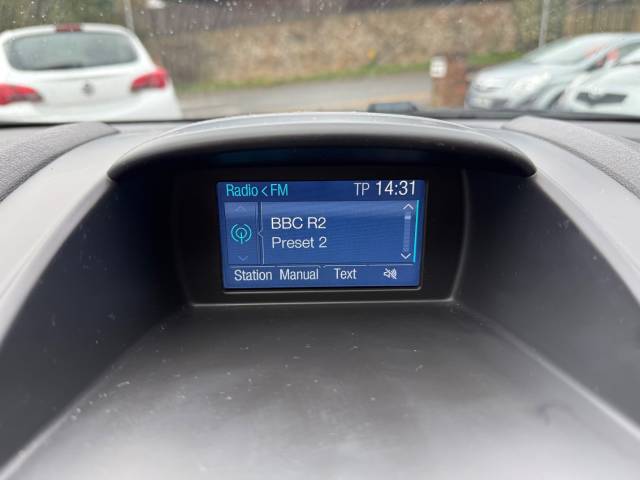 Radio < FM TP 14:31
BBC R2
Preset 2
Station Manual Text